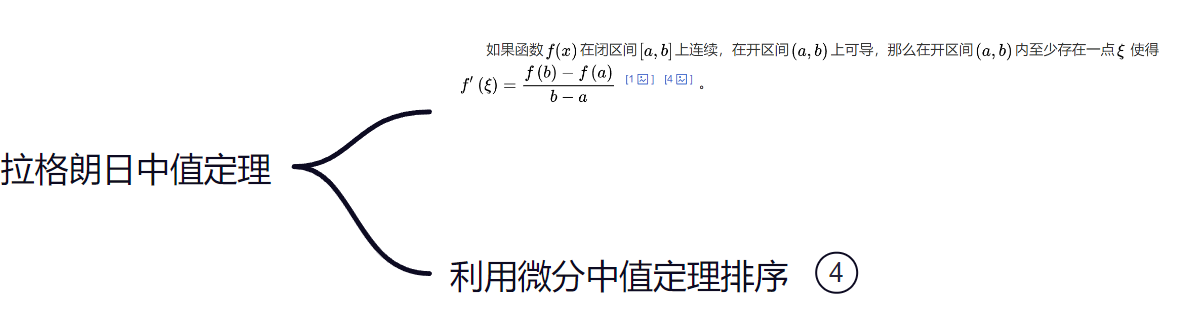 如果函数f(x)在闭区间[a,b]上连续，在开区间(a,b)上可导，那么在开区间(a,b)内至少存在一点ξ 使得
f′(ξ) = (f(b) − f(a)) / (b − a) [1] [4] 。
拉格朗日中值定理
利用微分中值定理排序 4